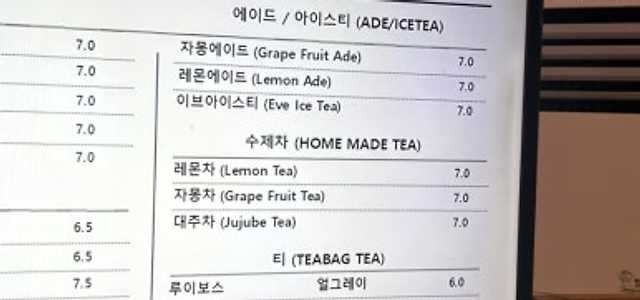 7.0
7.0
7.0
7.0
7.0
6.5
6.5
7.5
에이드 / 아이스티 (ADE/ICETEA)
자몽에이드 (Grape Fruit Ade) 7.0
레몬에이드 (Lemon Ade) 7.0
이브아이스티 (Eve Ice Tea) 7.0
수제차 (HOME MADE TEA)
레몬차 (Lemon Tea) 7.0
자몽차 (Grape Fruit Tea) 7.0
대주차 (Jujube Tea) 7.0
티 (TEABAG TEA)
루이보스 얼그레이 6.0